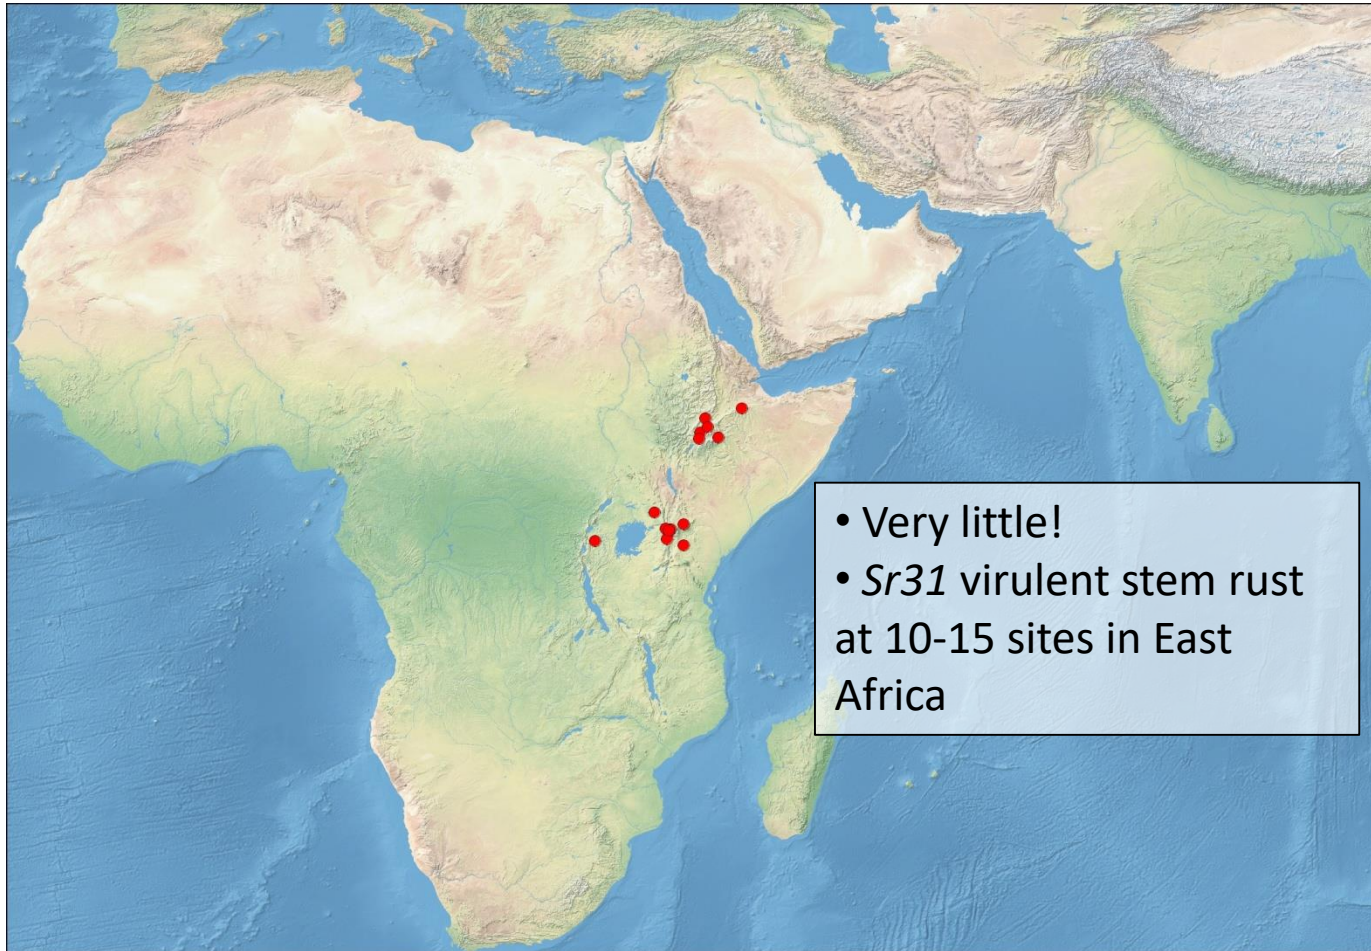 • Very little!
• Sr31 virulent stem rust
at 10-15 sites in East
Africa